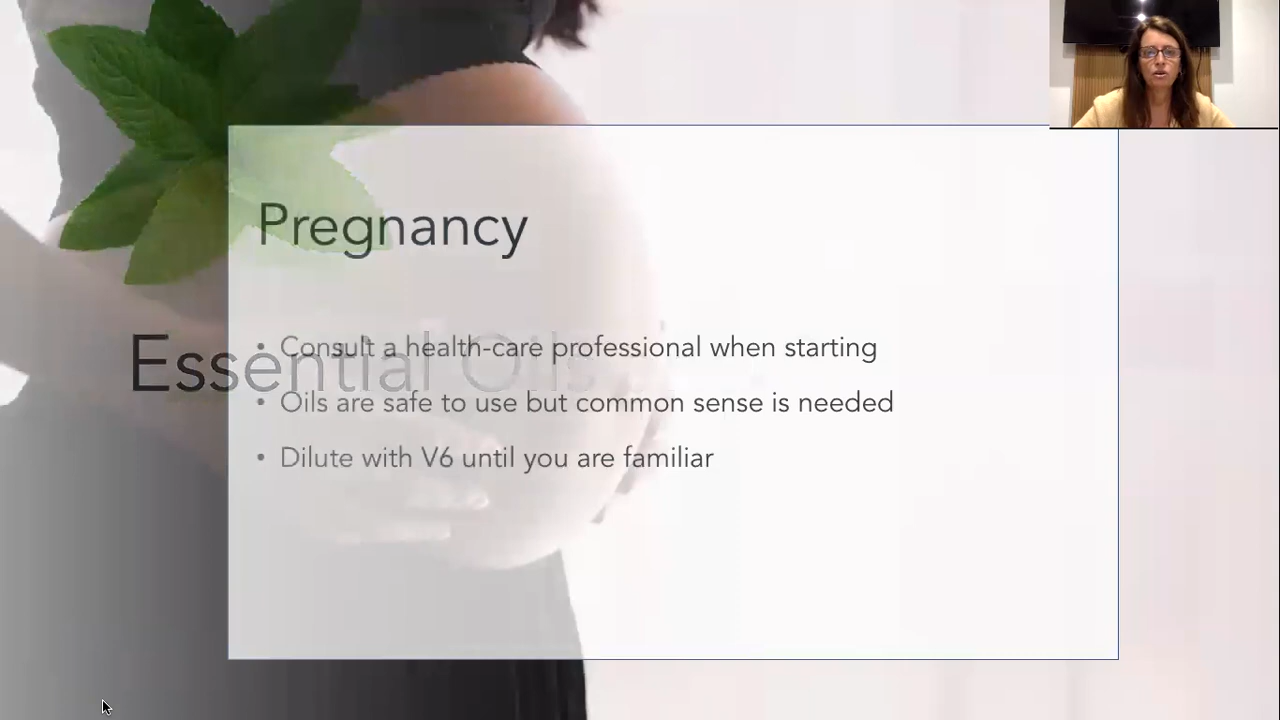 Pregnancy
• Consult a health-care professional when starting
Essential Oils
• Oils are safe to use but common sense is needed
• Dilute with V6 until you are familiar